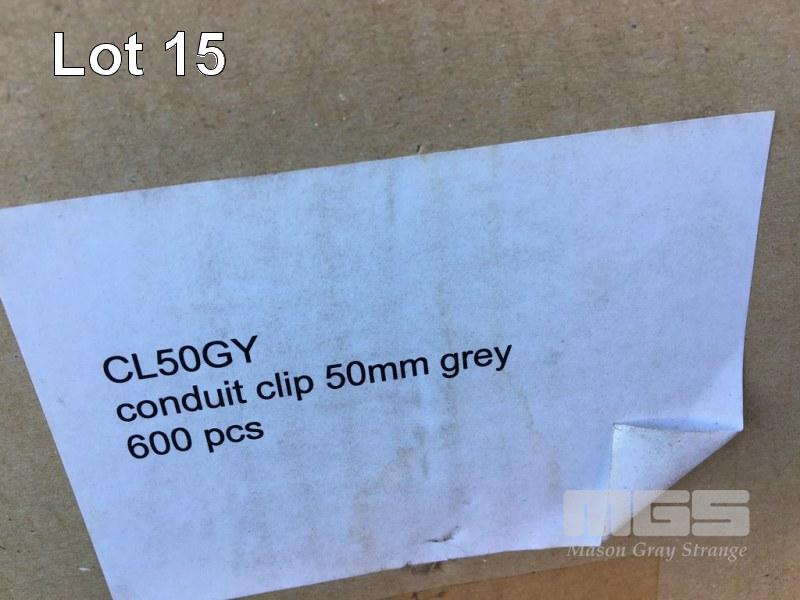 Lot 15
CL50GY
conduit clip 50mm grey
600 pcs
MGS
Mason Gray Strange